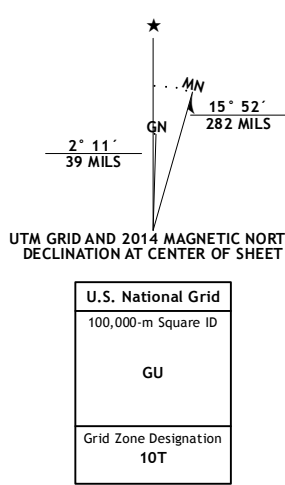 ★
MN
GN
15° 52´
282 MILS
2° 11´
39 MILS
UTM GRID AND 2014 MAGNETIC NORT
DECLINATION AT CENTER OF SHEET
U.S. National Grid
100,000-m Square ID
GU
Grid Zone Designation
10T